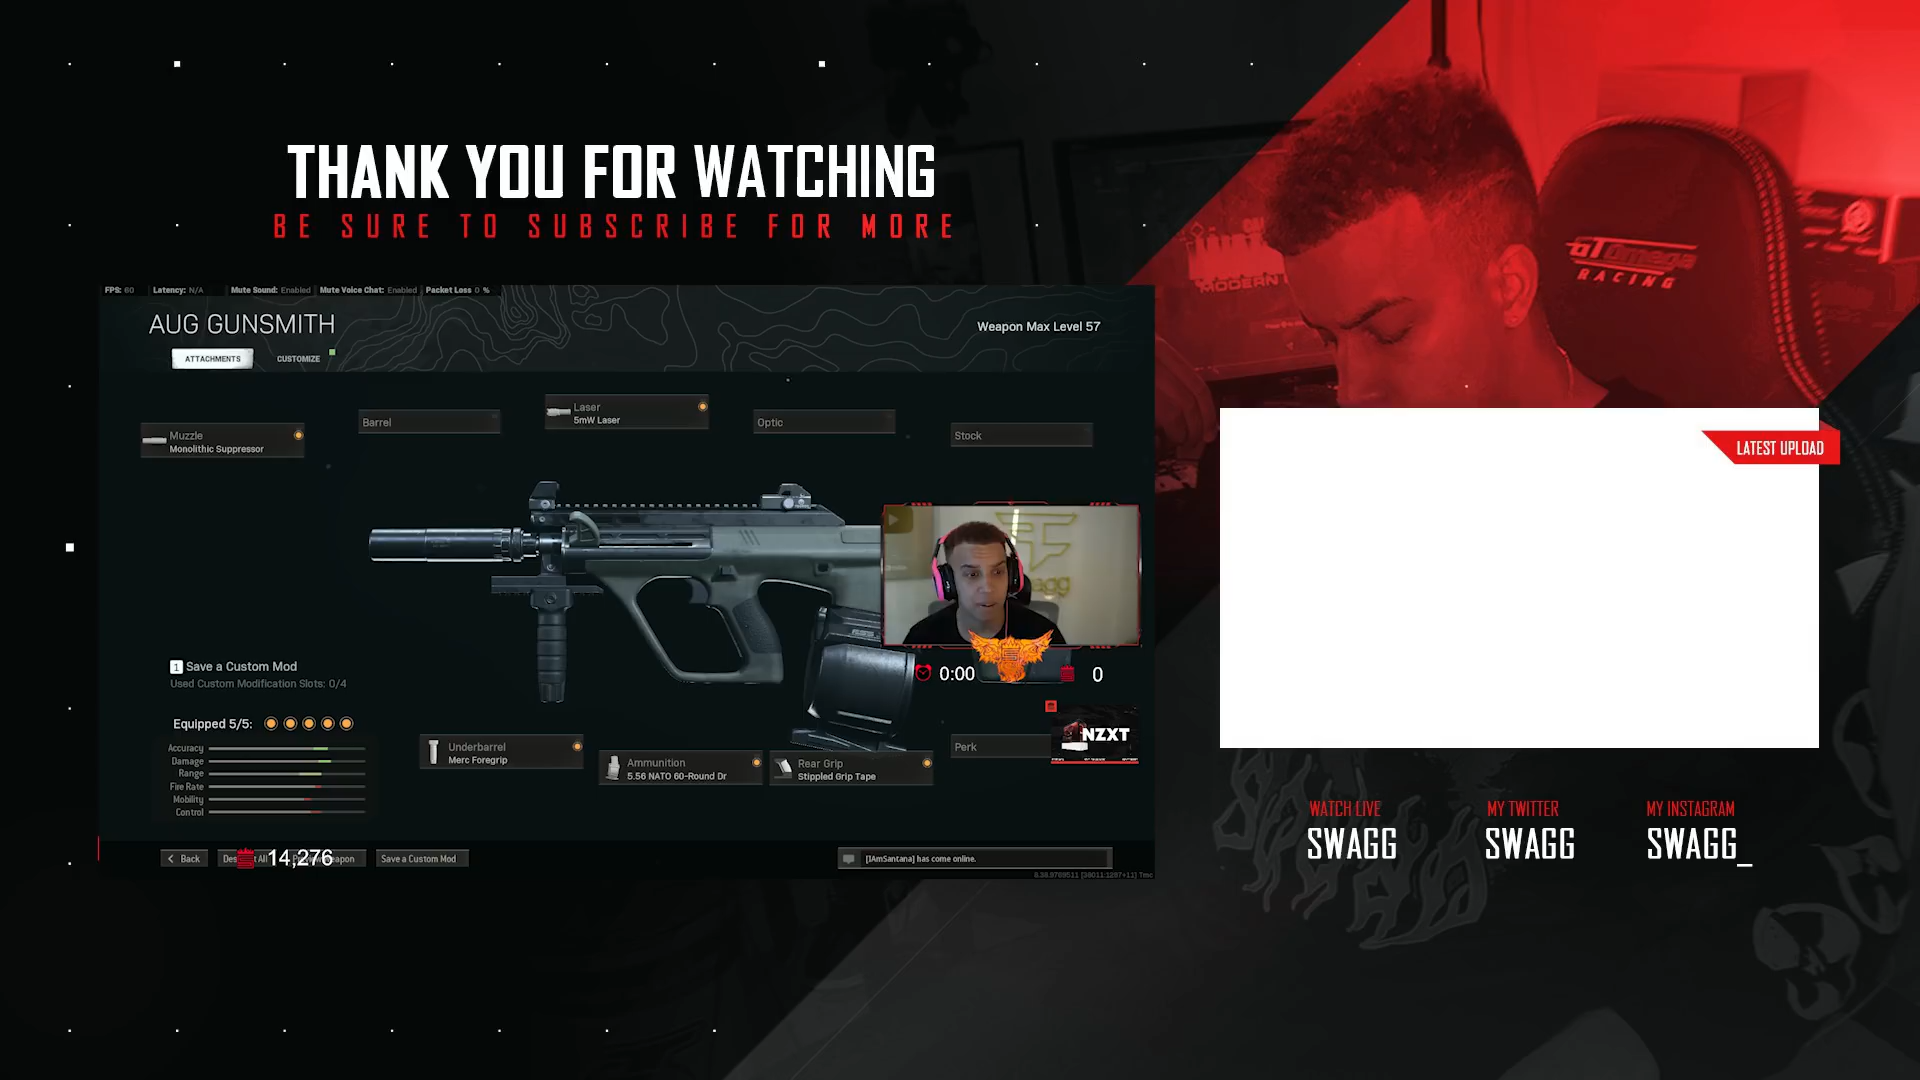 THANK YOU FOR WATCHING
BE SURE TO SUBSCRIBE FOR MORE
FPS: 60 Latency: N/A Mute Sound: Enabled Mute Voice Chat: Enabled Packet Loss 0 %
AUG GUNSMITH
Weapon Max Level 57
ATTACHMENTS CUSTOMIZE
Laser
5mW Laser
Barrel
Optic
Muzzle
Monolithic Suppressor
Stock
GT Omega
RACING
MODERN
LATEST UPLOAD
1 Save a Custom Mod
Used Custom Modification Slots: 0/4
0:00
0
Equipped 5/5:
NZXT
Accuracy
Damage
Range
Fire Rate
Mobility
Control
Underbarrel
Merc Foregrip
Ammunition
5.56 NATO 60-Round Dr
Rear Grip
Stippled Grip Tape
Perk
Back
14,276
Save a Custom Mod
[IAmSantana] has come online.
WATCH LIVE
SWAGG
MY TWITTER
SWAGG
MY INSTAGRAM
SWAGG_